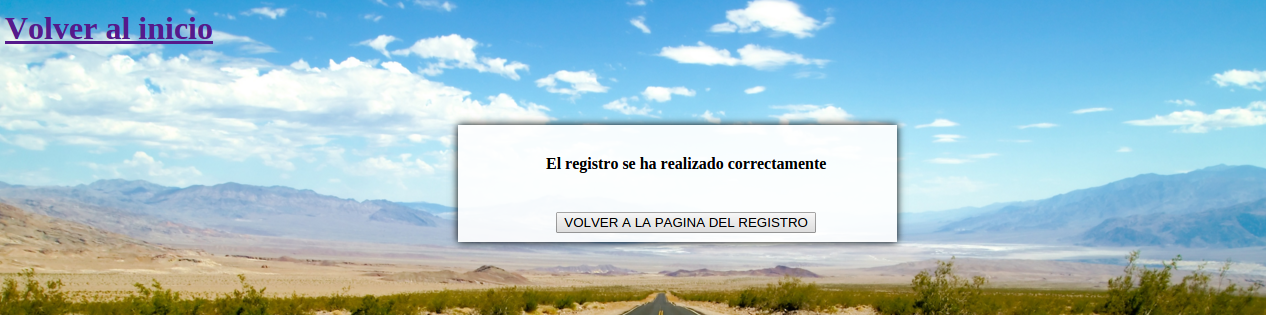 Volver al inicio
El registro se ha realizado correctamente
VOLVER A LA PAGINA DEL REGISTRO